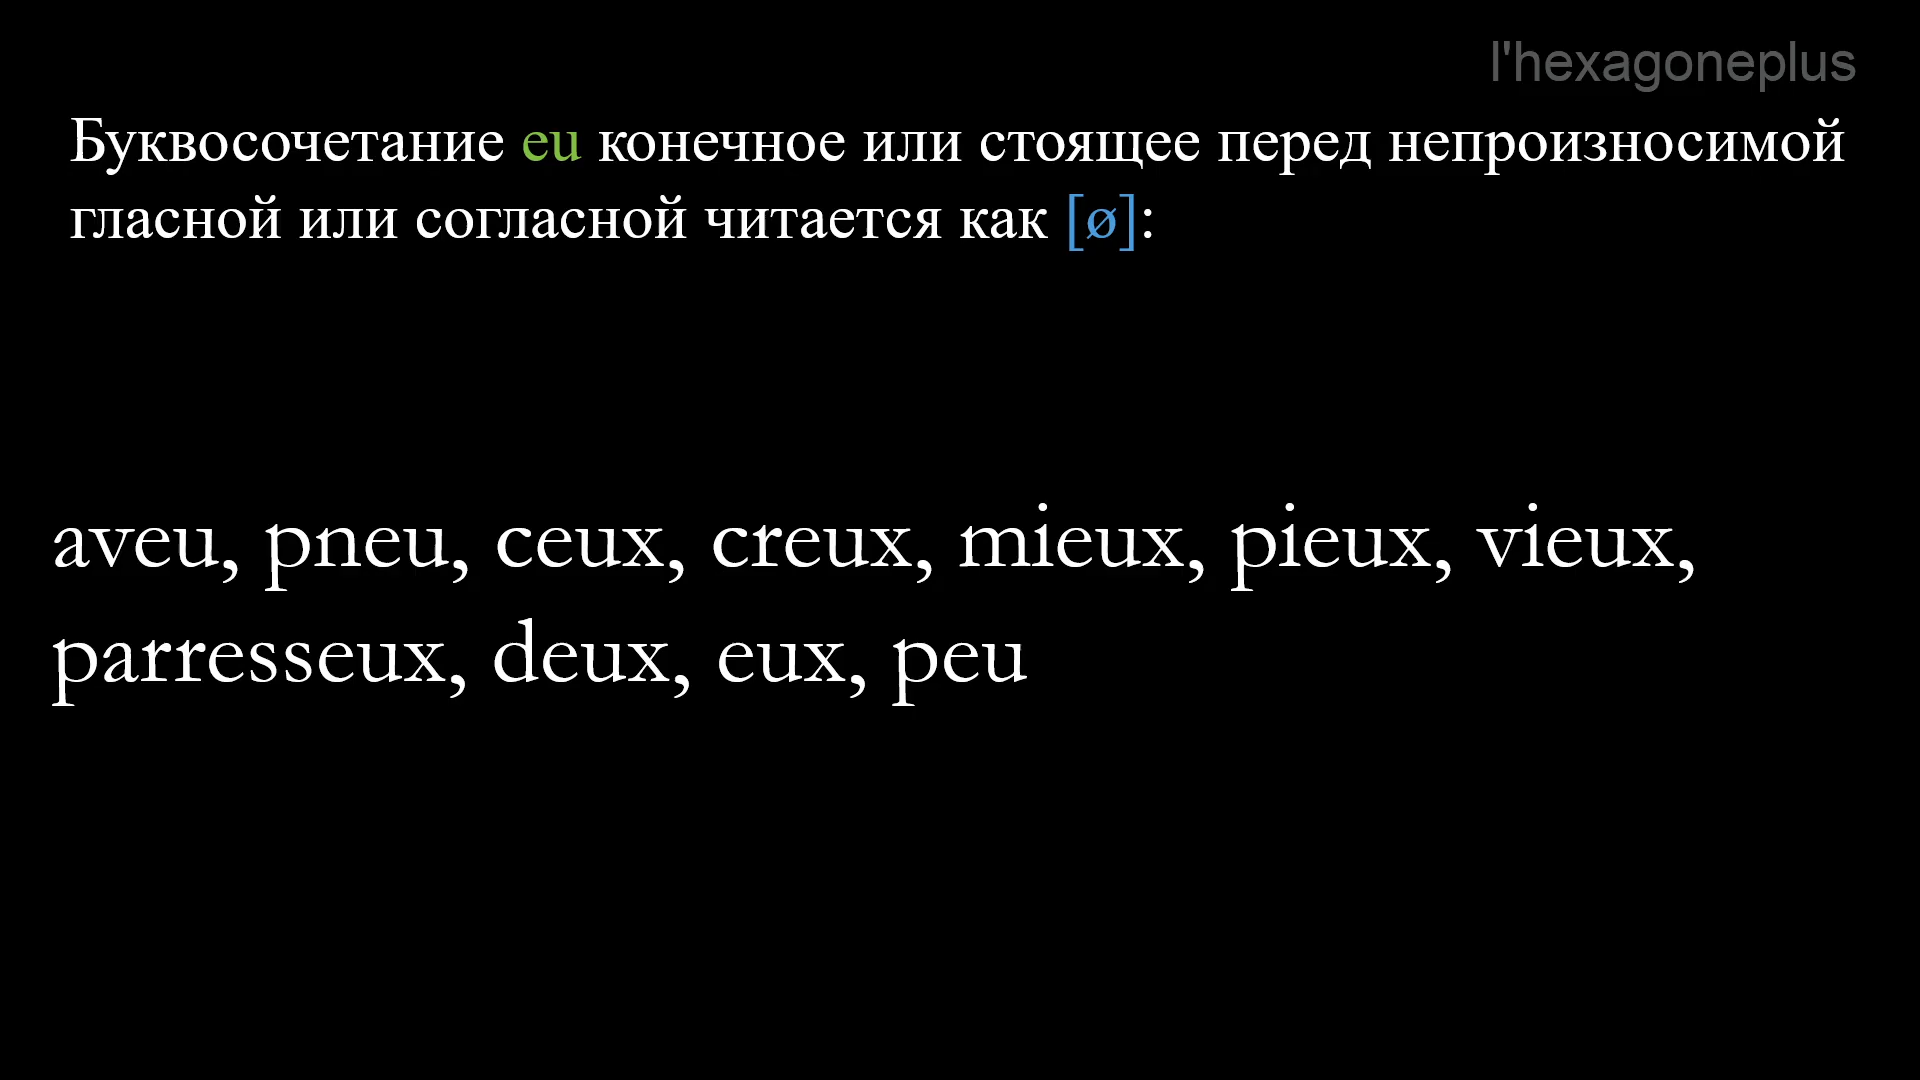 l'hexagoneplus
Буквосочетание eu конечное или стоящее перед непроизносимой
гласной или согласной читается как [ø]:
aveu, pneu, ceux, creux, mieux, pieux, vieux,
parresseux, deux, eux, peu